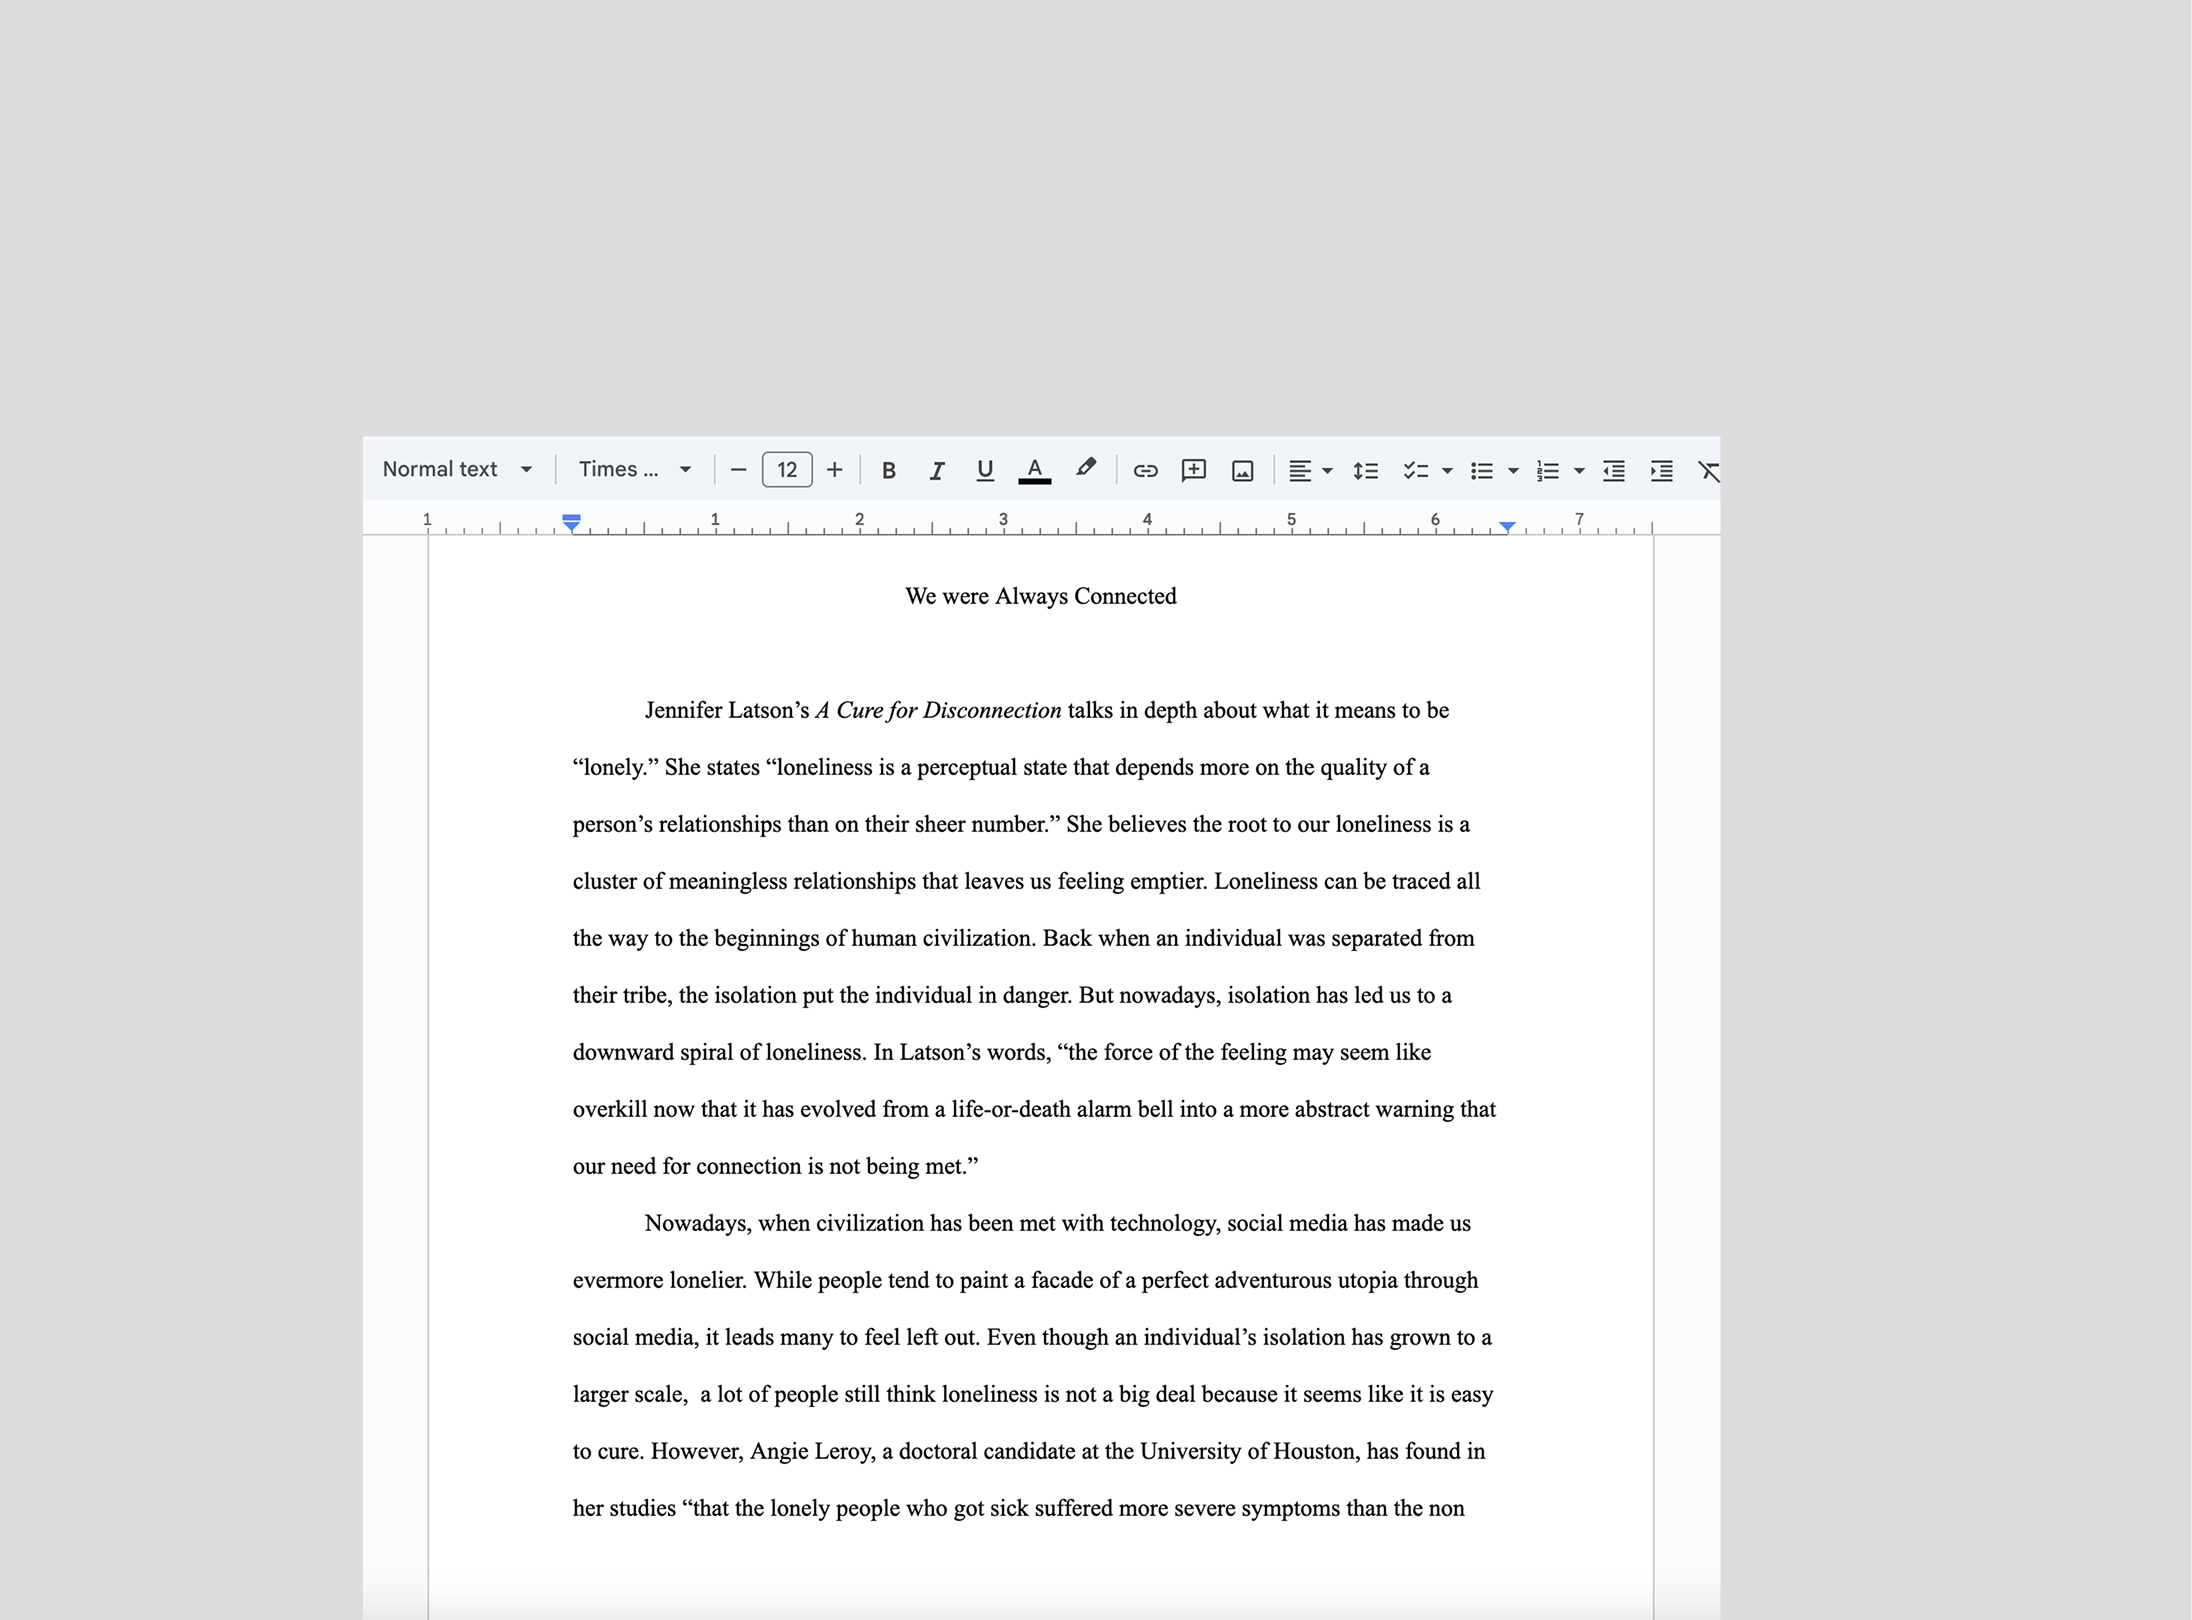 Normal text Times ... − 12 + B I U A
1 1 2 3 4 5 6 7
We were Always Connected
Jennifer Latson’s A Cure for Disconnection talks in depth about what it means to be
“lonely.” She states “loneliness is a perceptual state that depends more on the quality of a
person’s relationships than on their sheer number.” She believes the root to our loneliness is a
cluster of meaningless relationships that leaves us feeling emptier. Loneliness can be traced all
the way to the beginnings of human civilization. Back when an individual was separated from
their tribe, the isolation put the individual in danger. But nowadays, isolation has led us to a
downward spiral of loneliness. In Latson’s words, “the force of the feeling may seem like
overkill now that it has evolved from a life-or-death alarm bell into a more abstract warning that
our need for connection is not being met.”
Nowadays, when civilization has been met with technology, social media has made us
evermore lonelier. While people tend to paint a facade of a perfect adventurous utopia through
social media, it leads many to feel left out. Even though an individual’s isolation has grown to a
larger scale,  a lot of people still think loneliness is not a big deal because it seems like it is easy
to cure. However, Angie Leroy, a doctoral candidate at the University of Houston, has found in
her studies “that the lonely people who got sick suffered more severe symptoms than the non